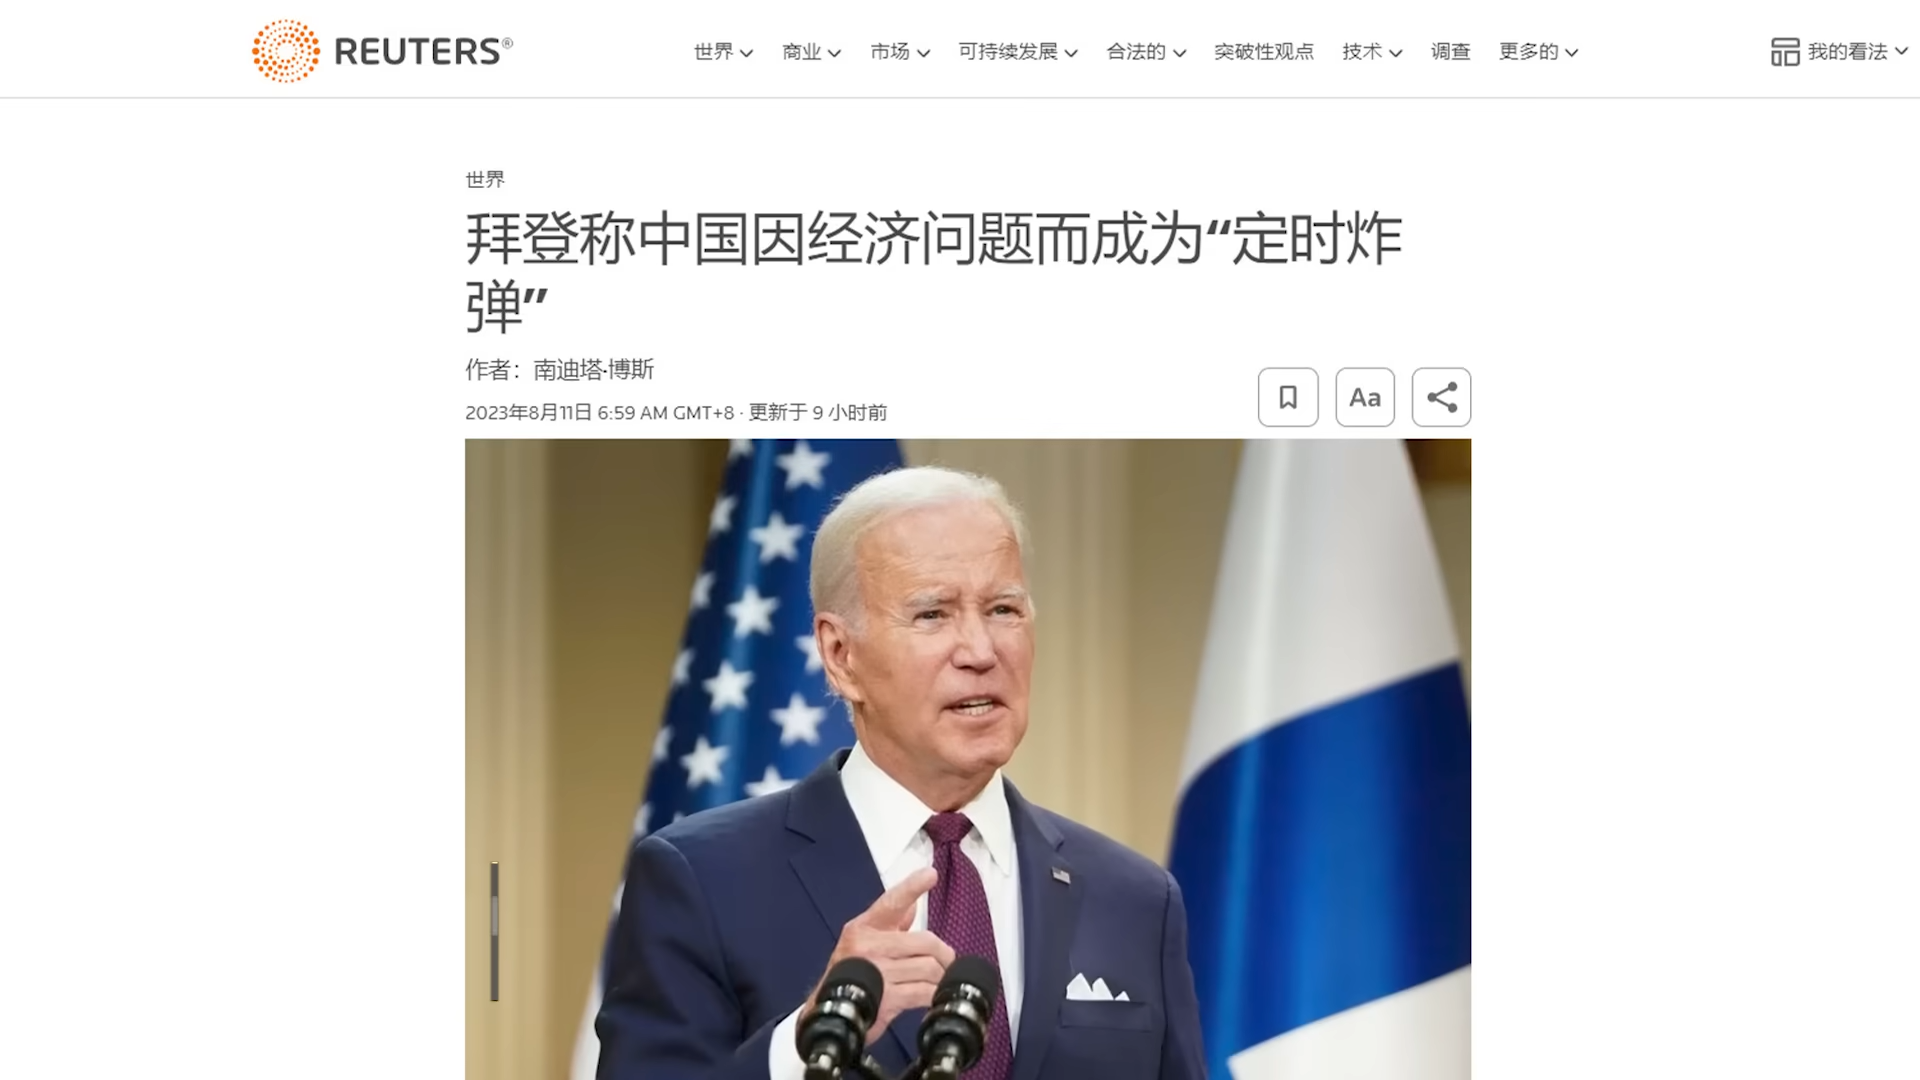 REUTERS®
世界 商业 市场 可持续发展 合法的 突破性观点 技术 调查 更多的 我的看法
世界
拜登称中国因经济问题而成为“定时炸
弹”
作者：南迪塔·博斯
2023年8月11日 6:59 AM GMT+8 · 更新于 9 小时前
Aa